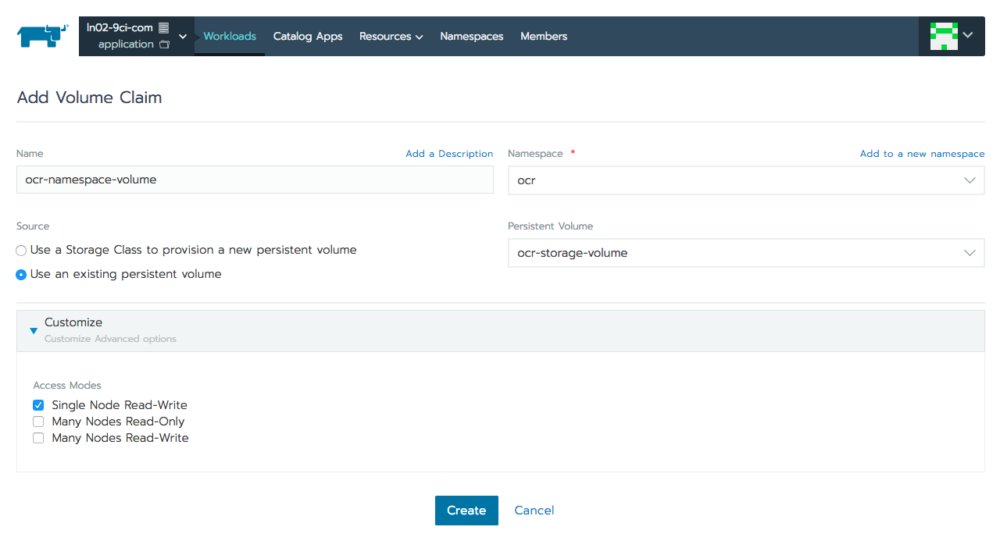 ln02-9ci-com
application
Workloads Catalog Apps Resources Namespaces Members
Add Volume Claim
Name Add a Description
ocr-namespace-volume
Namespace * Add to a new namespace
ocr
Source
Use a Storage Class to provision a new persistent volume
Use an existing persistent volume
Persistent Volume
ocr-storage-volume
Customize
Customize Advanced options
Access Modes
Single Node Read-Write
Many Nodes Read-Only
Many Nodes Read-Write
Create Cancel